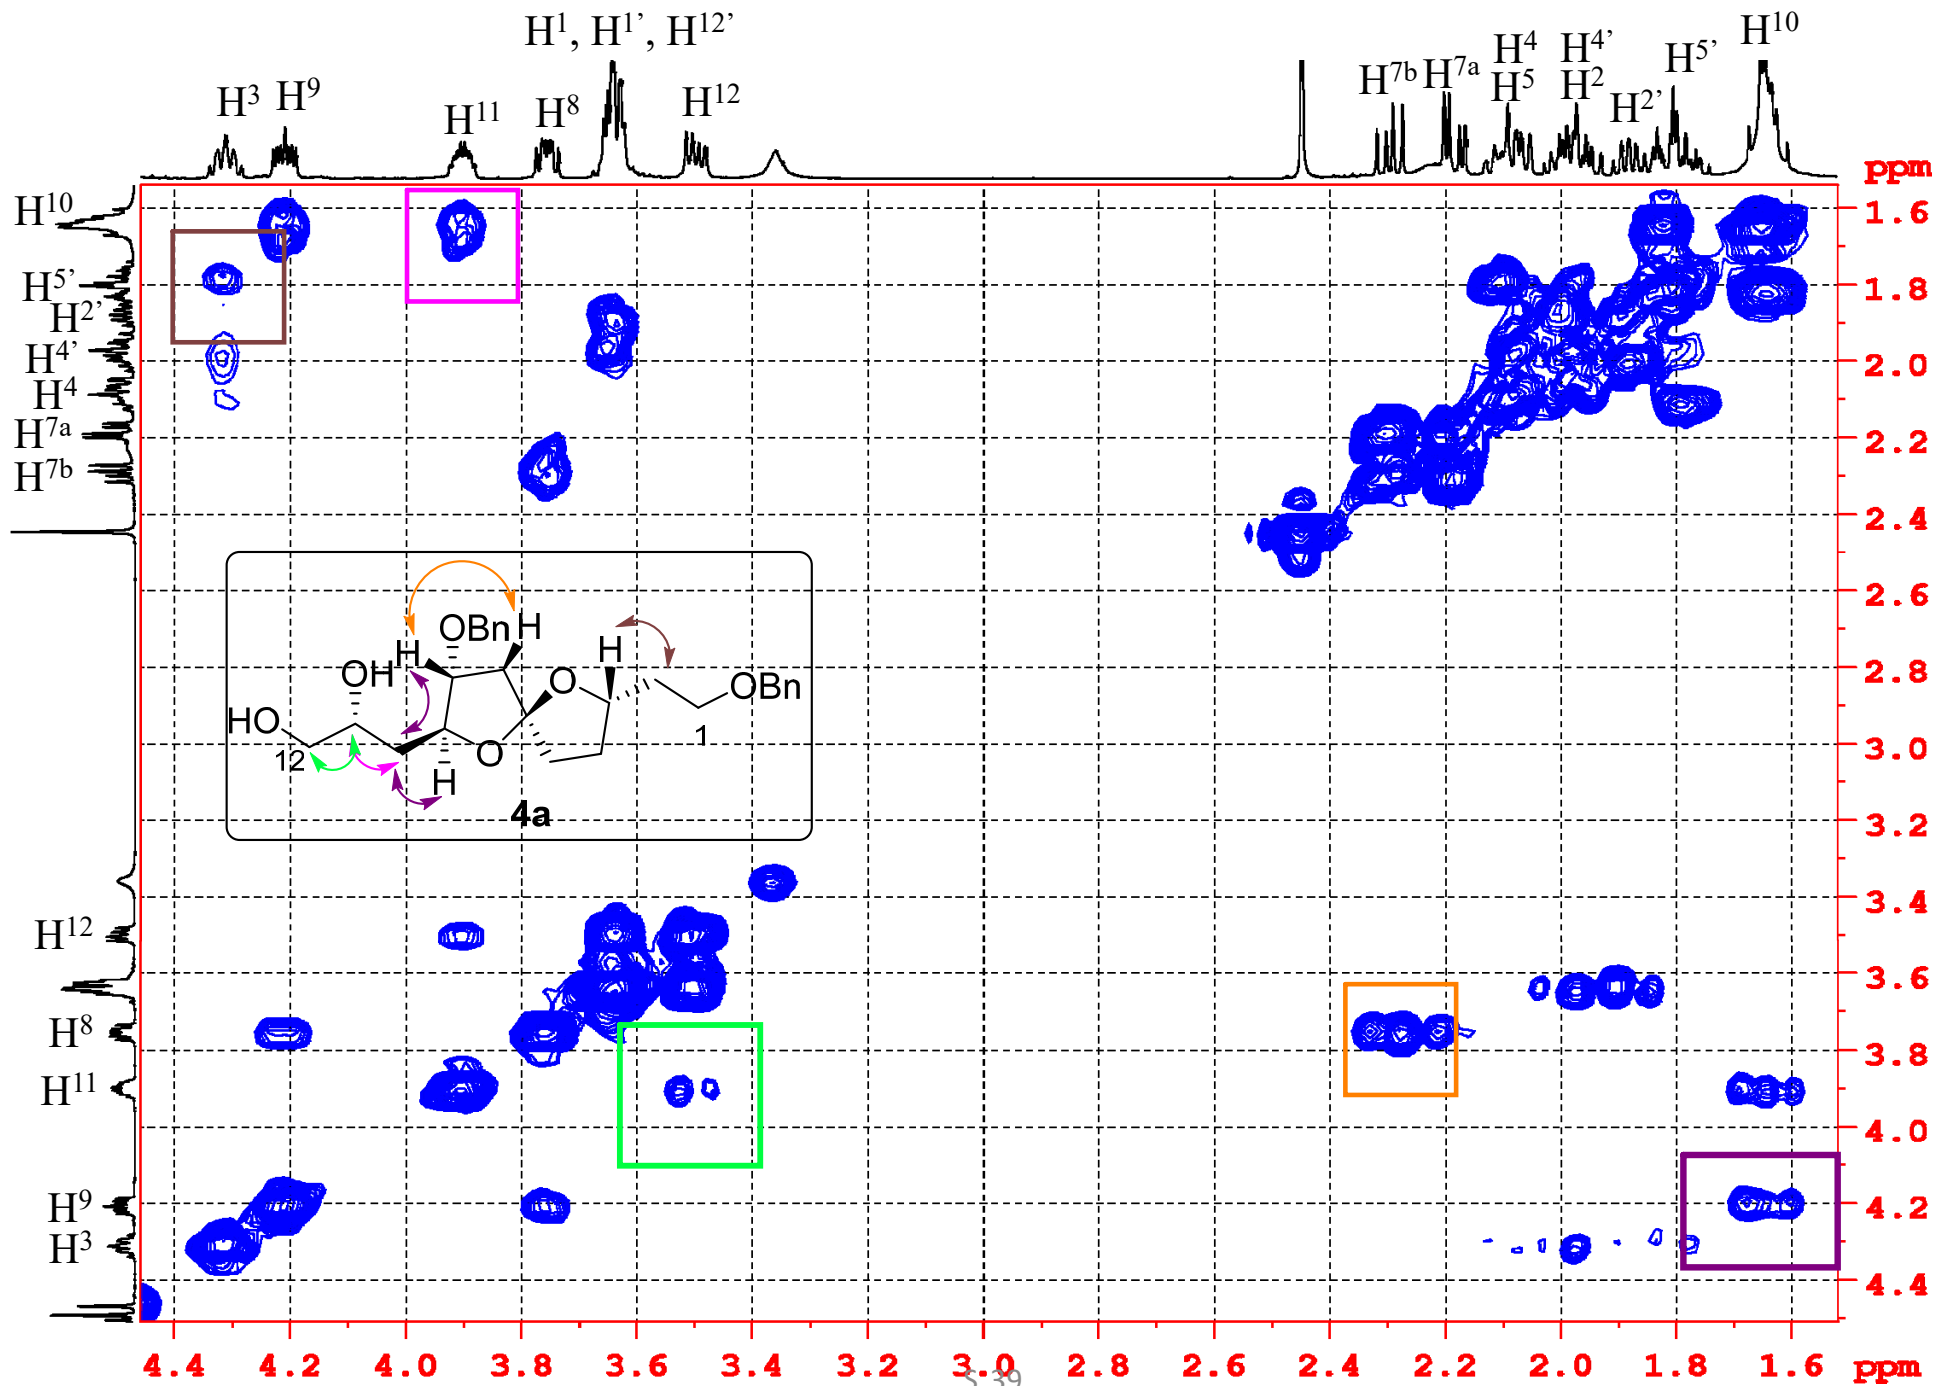 H¹, H¹’, H¹²’
H³
H⁹
H¹¹
H⁸
H¹²
H⁷ᵇ
H⁷ᵃ
H⁴
H⁵
H⁴’
H²
H²’
H⁵’
H¹⁰
ppm
H¹⁰
H⁵’
H²’
H⁴’
H⁴
H⁷ᵃ
H⁷ᵇ
H¹²
H⁸
H¹¹
H⁹
H³
1.6
1.8
2.0
2.2
2.4
2.6
2.8
3.0
3.2
3.4
3.6
3.8
4.0
4.2
4.4
OBn
H
H
OH
H
O
OBn
HO
12
O
1
H
4a
4.4 4.2 4.0 3.8 3.6 3.4 3.2 3.0 2.8 2.6 2.4 2.2 2.0 1.8 1.6 ppm
S 39